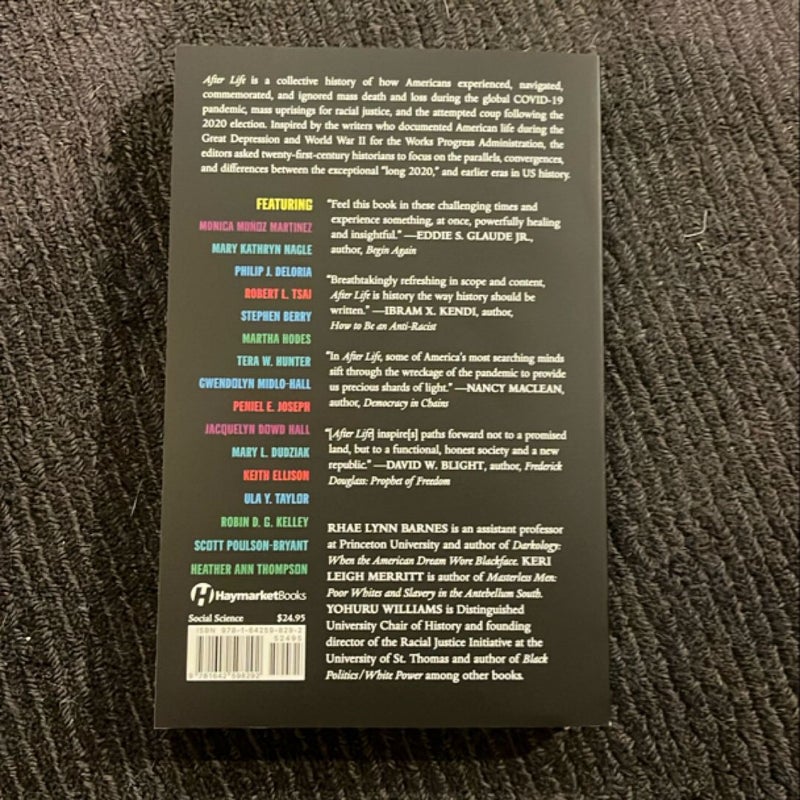 After Life is a collective history of how Americans experienced, navigated,
commemorated, and ignored mass death and loss during the global COVID-19
pandemic, mass uprisings for racial justice, and the attempted coup following the
2020 election. Inspired by the writers who documented American life during the
Great Depression and World War II for the Works Progress Administration, the
editors asked twenty-first-century historians to focus on the parallels, convergences,
and differences between the exceptional "long 2020," and earlier eras in US history.
FEATURING
MONICA MUÑOZ MARTINEZ
MARY KATHRYN NAGLE
PHILIP J. DELORIA
ROBERT L. TSAI
STEPHEN BERRY
MARTHA HODES
TERA W. HUNTER
GWENDOLYN MIDLO-HALL
PENIEL E. JOSEPH
JACQUELYN DOWD HALL
MARY L. DUDZIAK
KEITH ELLISON
ULA Y. TAYLOR
ROBIN D. G. KELLEY
SCOTT POULSON-BRYANT
HEATHER ANN THOMPSON
HaymarketBooks
Social Science $24.95
ISBN 978-1-64259-829-2
52495
9781642598292
"Feel this book in these challenging times and
experience something, at once, powerfully healing
and insightful." —EDDIE S. GLAUDE JR.,
author, Begin Again
"Breathtakingly refreshing in scope and content,
After Life is history the way history should be
written." —IBRAM X. KENDI, author,
How to Be an Anti-Racist
"In After Life, some of America's most searching minds
sift through the wreckage of the pandemic to provide
us precious shards of light." —NANCY MACLEAN,
author, Democracy in Chains
"[After Life] inspire[s] paths forward not to a promised
land, but to a functional, honest society and a new
republic." —DAVID W. BLIGHT, author, Frederick
Douglass: Prophet of Freedom
RHAE LYNN BARNES is an assistant professor
at Princeton University and author of Darkology:
When the American Dream Wore Blackface. KERI
LEIGH MERRITT is author of Masterless Men:
Poor Whites and Slavery in the Antebellum South.
YOHURU WILLIAMS is Distinguished
University Chair of History and founding
director of the Racial Justice Initiative at the
University of St. Thomas and author of Black
Politics/White Power among other books.